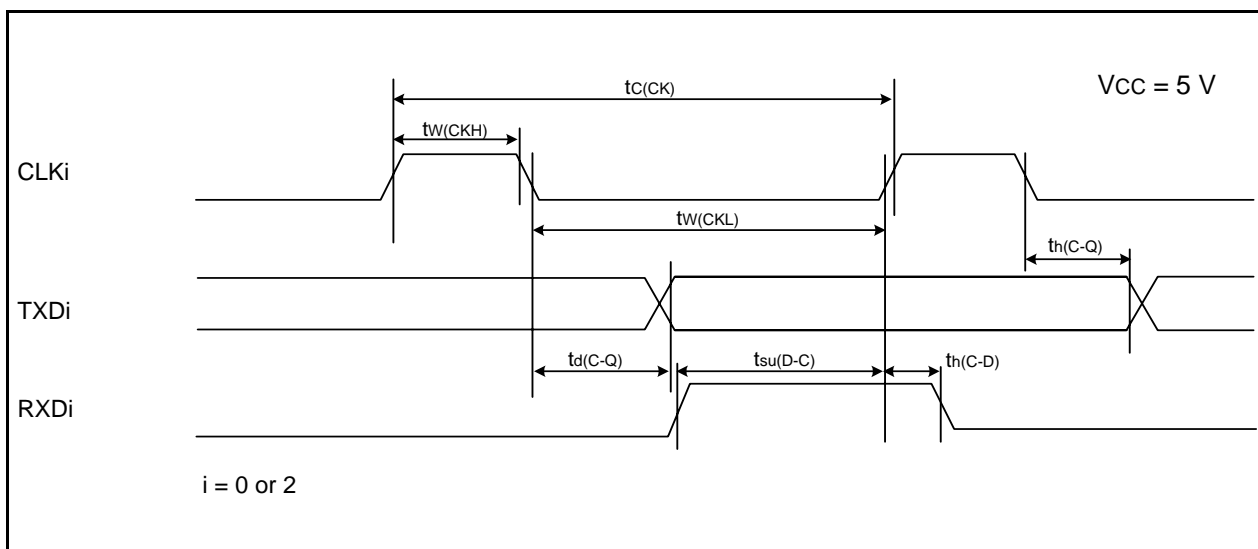 tC(CK)
VCC = 5 V
tW(CKH)
CLKi
tW(CKL)
th(C-Q)
TXDi
td(C-Q)
tsu(D-C)
th(C-D)
RXDi
i = 0 or 2